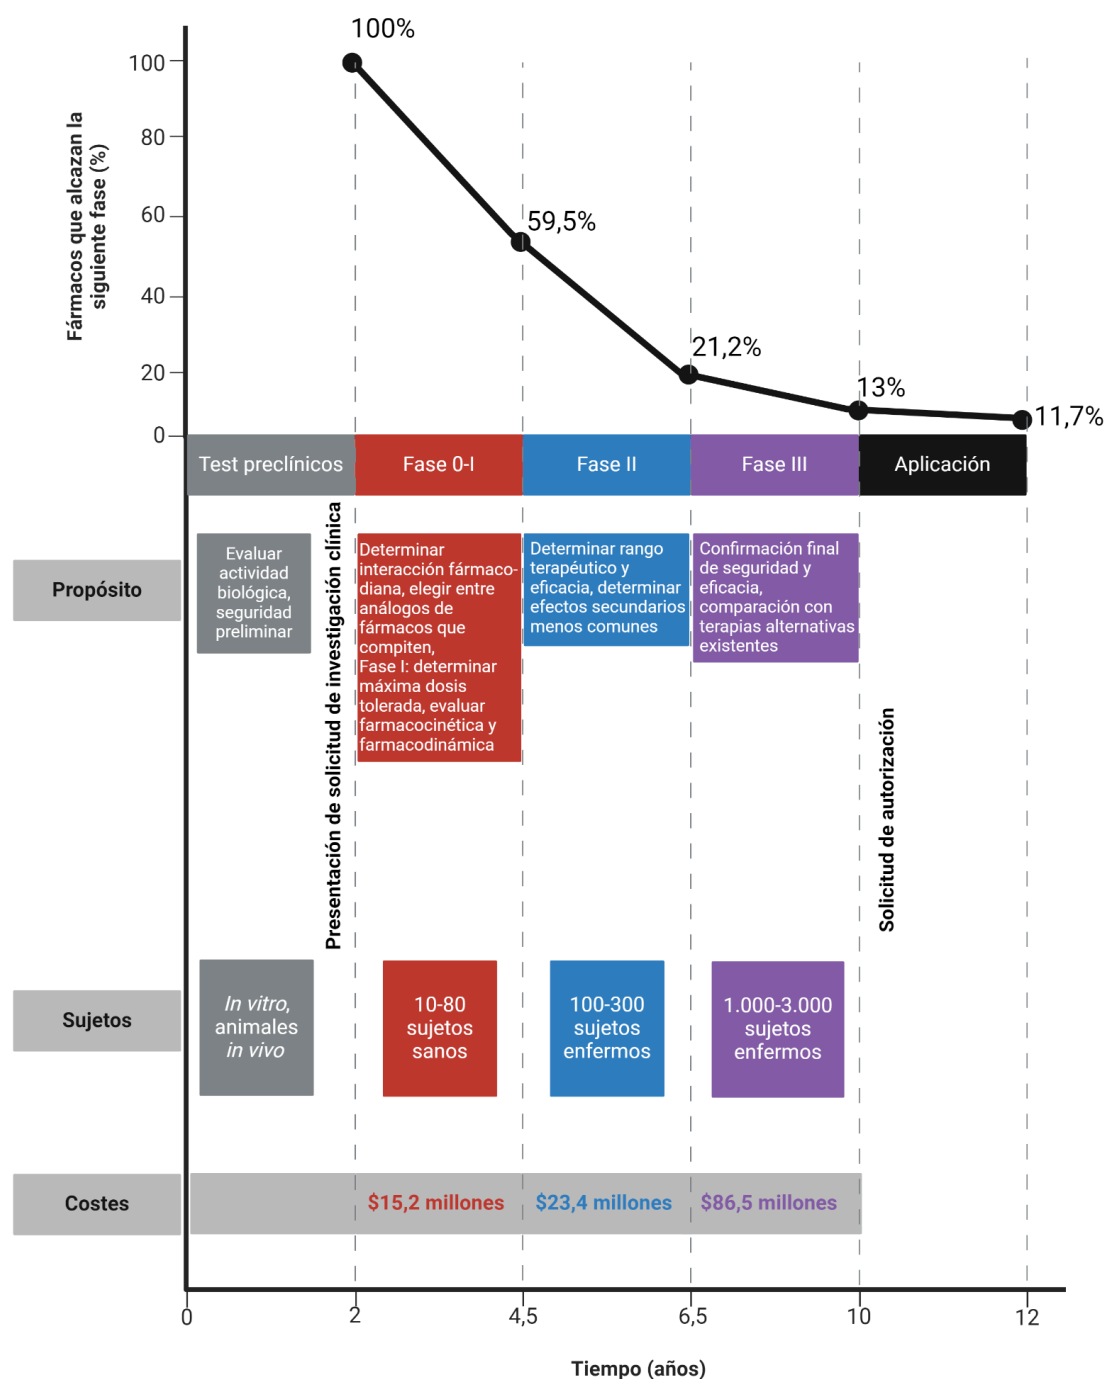 100%
100
80
60
40
20
0
Fármacos que alcazan la
siguiente fase (%)
59,5%
21,2%
13%
11,7%
Test preclínicos
Fase 0-I
Fase II
Fase III
Aplicación
Propósito
Evaluar
actividad
biológica,
seguridad
preliminar
Presentación de solicitud de investigación clínica
Determinar
interacción fármaco-
diana, elegir entre
análogos de
fármacos que
compiten,
Fase I: determinar
máxima dosis
tolerada, evaluar
farmacocinética y
farmacodinámica
Determinar rango
terapéutico y
eficacia, determinar
efectos secundarios
menos comunes
Confirmación final
de seguridad y
eficacia,
comparación con
terapias alternativas
existentes
Solicitud de autorización
Sujetos
In vitro,
animales
in vivo
10-80
sujetos
sanos
100-300
sujetos
enfermos
1.000-3.000
sujetos
enfermos
Costes
$15,2 millones
$23,4 millones
$86,5 millones
0
2
4,5
6,5
10
12
Tiempo (años)